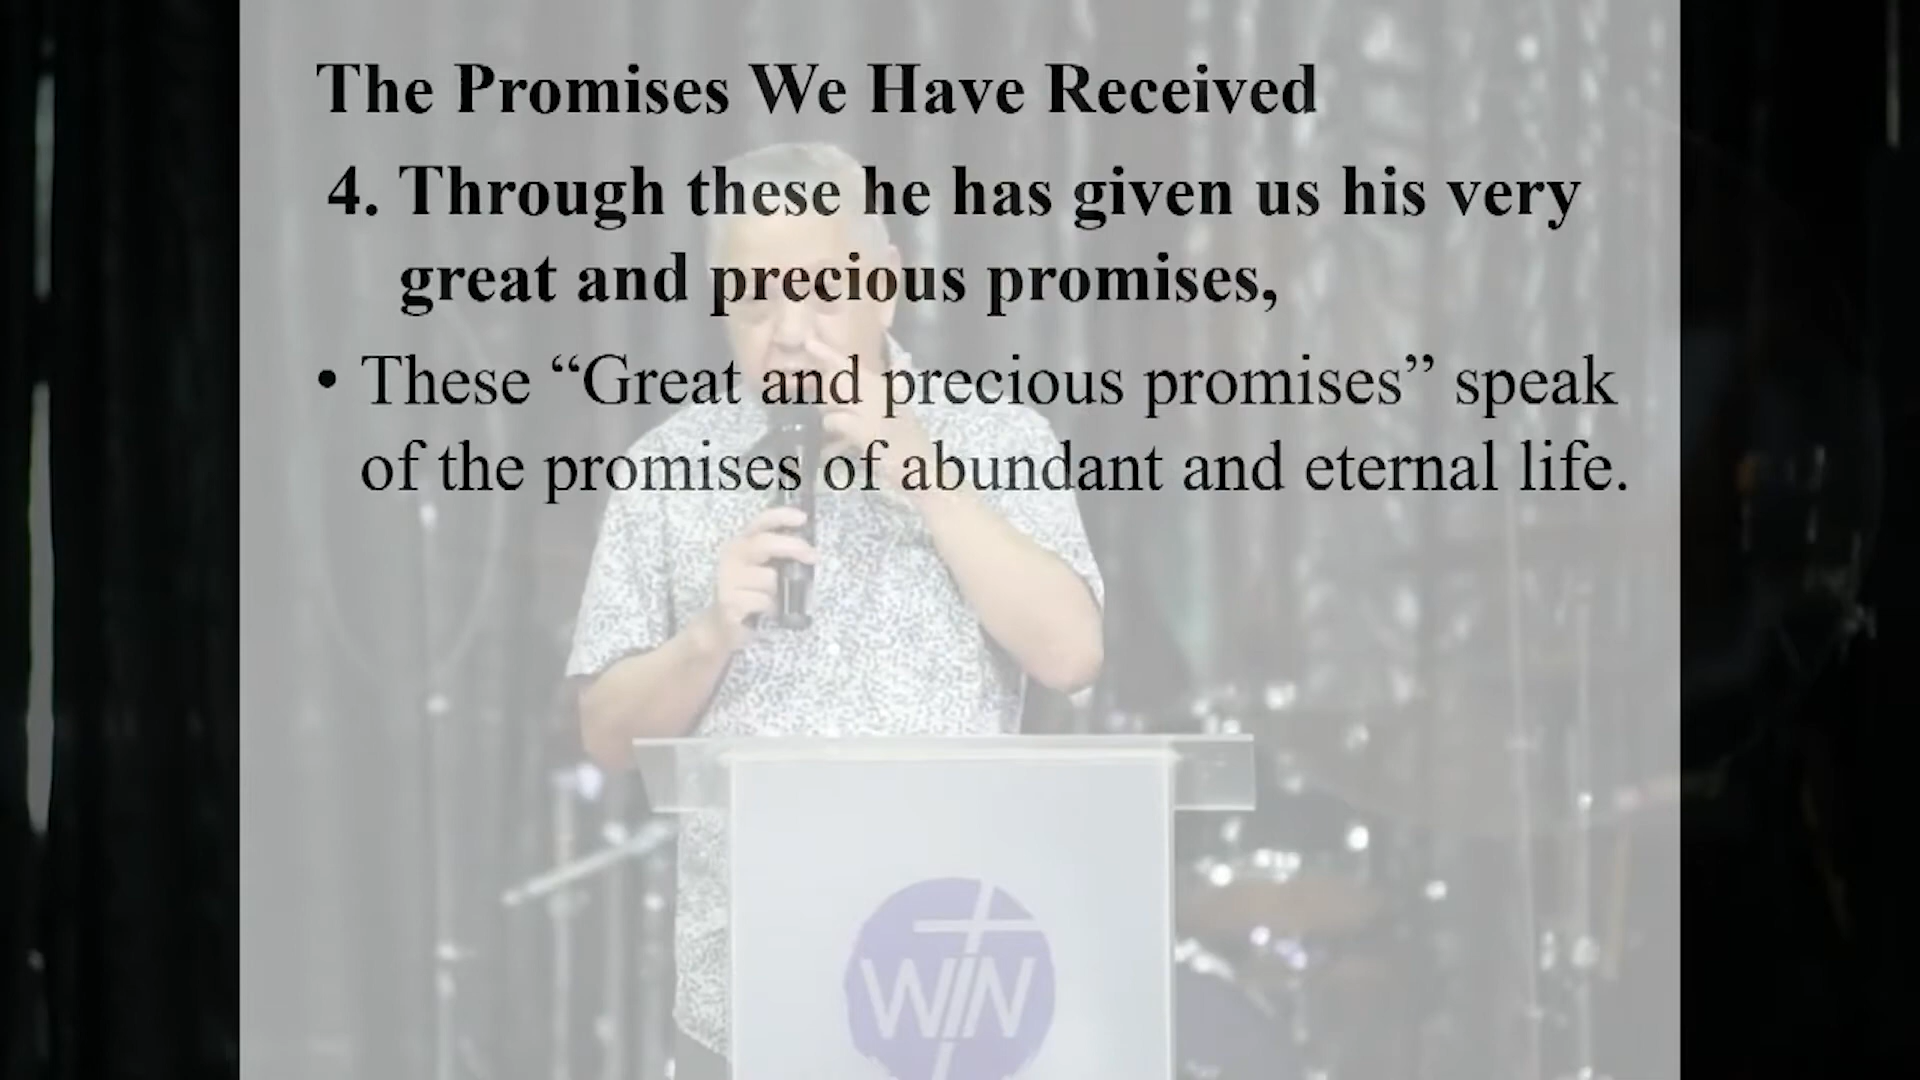 The Promises We Have Received
4. Through these he has given us his very
great and precious promises,
• These “Great and precious promises” speak
of the promises of abundant and eternal life.
WIN